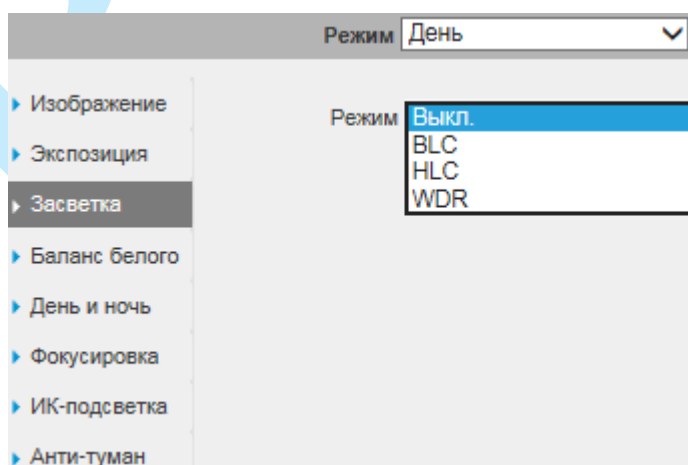 Режим День
Изображение
Режим Выкл.
BLC
HLC
WDR
Экспозиция
Засветка
Баланс белого
День и ночь
Фокусировка
ИК-подсветка
Анти-туман